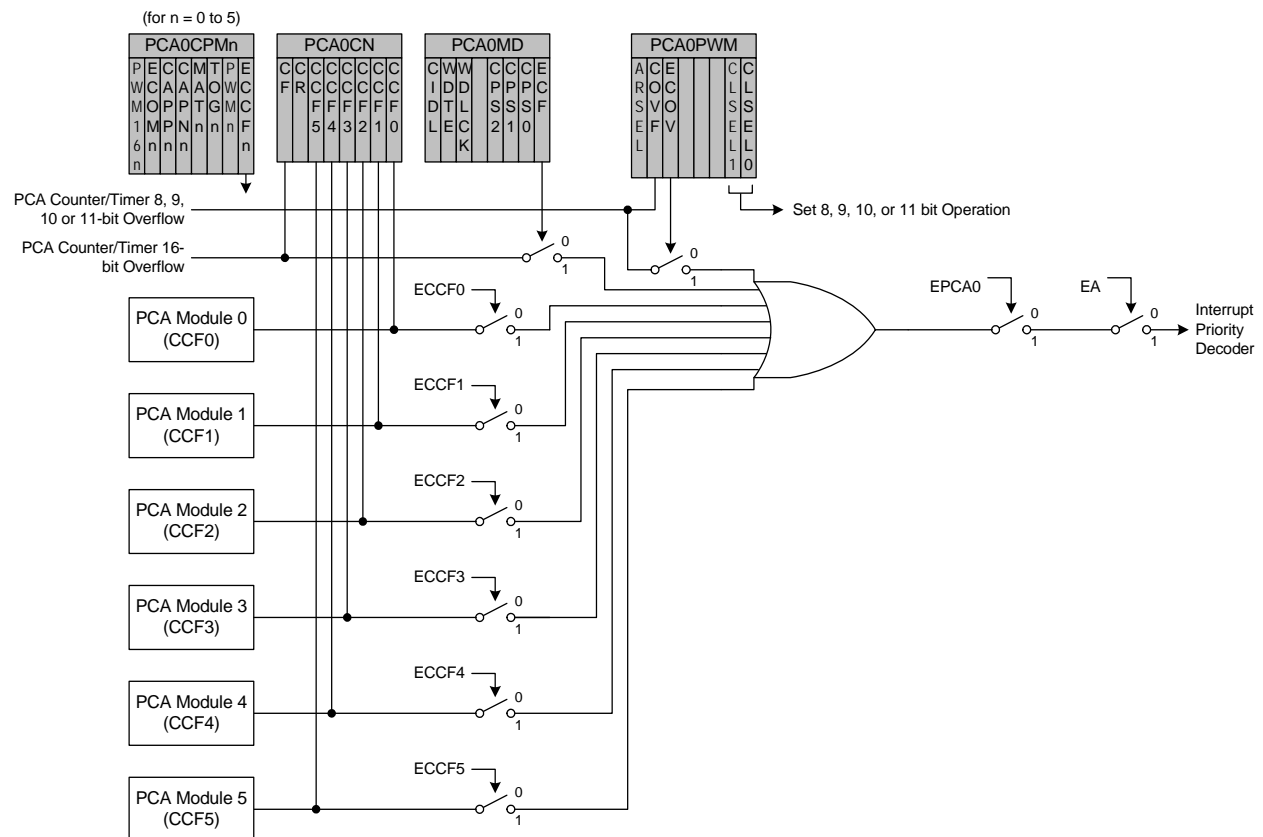 (for n = 0 to 5)
PCA0CPMn
PWM16n
ECOMn
CAPPn
CAPNn
MATn
TOGn
PWMn
ECCFn
PCA0CN
CF
CR
CCF5
CCF4
CCF3
CCF2
CCF1
CCF0
PCA0MD
CIDL
WDTE
WDLCK
CPS2
CPS1
CPS0
ECF
PCA0PWM
ARSEL
COVF
ECOV
CLSEL1
CLSEL0
PCA Counter/Timer 8, 9,
10 or 11-bit Overflow
Set 8, 9, 10, or 11 bit Operation
PCA Counter/Timer 16-
bit Overflow
0
1
0
1
PCA Module 0
(CCF0)
ECCF0
0
1
EPCA0
0
1
EA
0
1
Interrupt
Priority
Decoder
PCA Module 1
(CCF1)
ECCF1
0
1
PCA Module 2
(CCF2)
ECCF2
0
1
PCA Module 3
(CCF3)
ECCF3
0
1
PCA Module 4
(CCF4)
ECCF4
0
1
PCA Module 5
(CCF5)
ECCF5
0
1